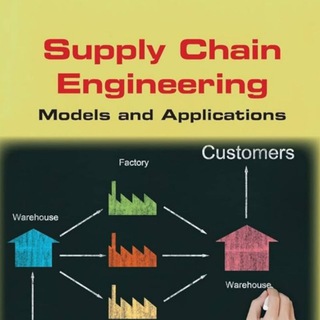 Supply Chain
Engineering
Models and Applications
Customers
Factory
Warehouse
Warehouse